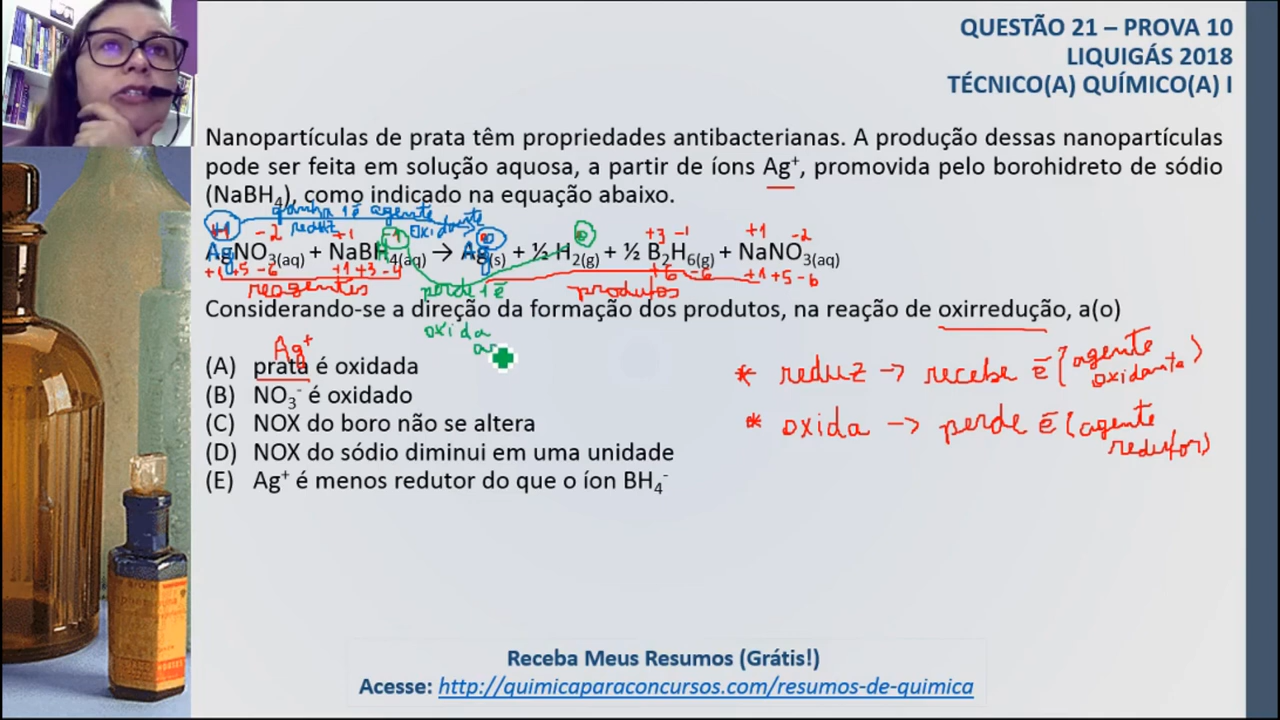 QUESTÃO 21 – PROVA 10
LIQUIGÁS 2018
TÉCNICO(A) QUÍMICO(A) I
Nanopartículas de prata têm propriedades antibacterianas. A produção dessas nanopartículas
pode ser feita em solução aquosa, a partir de íons Ag⁺, promovida pelo borohidreto de sódio
(NaBH₄), como indicado na equação abaixo.
ganha 1 é agente
reduz oxidante
+1 -2 +1 -1 0 0 +3 -1 +1 -2
AgNO₃(aq) + NaBH₄(aq) → Ag(s) + ½ H₂(g) + ½ B₂H₆(g) + NaNO₃(aq)
+1 +5 -6 +1 +3 -4 +6 -6 +1 +5 -6
reagentes perde 1 é produtos
Considerando-se a direção da formação dos produtos, na reação de oxirredução, a(o)
oxida
Ag⁺
(A) prata é oxidada
(B) NO₃⁻ é oxidado
(C) NOX do boro não se altera
(D) NOX do sódio diminui em uma unidade
(E) Ag⁺ é menos redutor do que o íon BH₄⁻
* reduz → recebe é (agente oxidante)
* oxida → perde é (agente redutor)
Receba Meus Resumos (Grátis!)
Acesse: http://quimicaparaconcursos.com/resumos-de-quimica